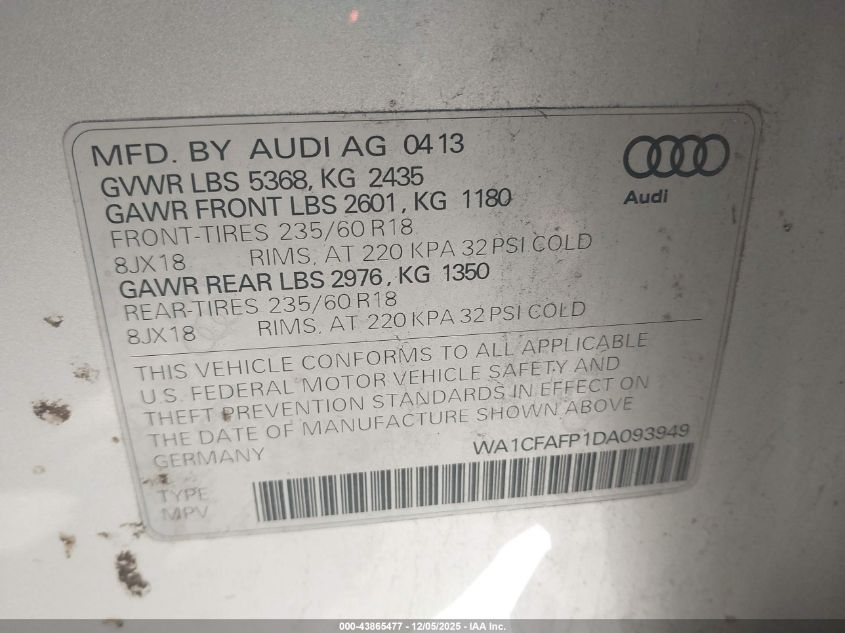 MFD. BY AUDI AG 0413
GVWR LBS 5368, KG 2435
GAWR FRONT LBS 2601, KG 1180
FRONT-TIRES 235/60 R18
8JX18 RIMS, AT 220 KPA 32 PSI COLD
GAWR REAR LBS 2976, KG 1350
REAR-TIRES 235/60 R18
8JX18 RIMS, AT 220 KPA 32 PSI COLD
Audi
THIS VEHICLE CONFORMS TO ALL APPLICABLE
U.S. FEDERAL MOTOR VEHICLE SAFETY AND
THEFT PREVENTION STANDARDS IN EFFECT ON
THE DATE OF MANUFACTURE SHOWN ABOVE
GERMANY WA1CFAFP1DA093949
TYPE
MPV
000-43865477 - 12/05/2025 - IAA Inc.